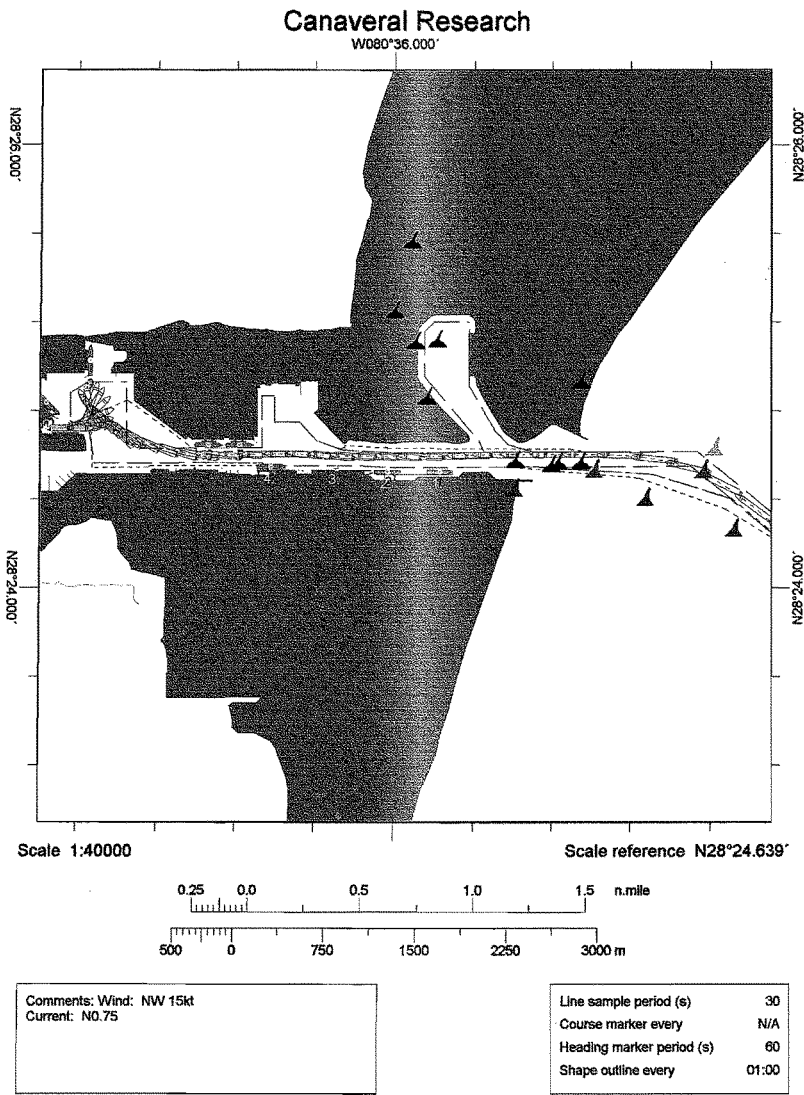 Canaveral Research
W080°36.000´
N28°26.000´
N28°26.000´
4 3 2 1
N28°24.000´
N28°24.000´
Scale 1:40000
Scale reference N28°24.639´
0.25 0.0 0.5 1.0 1.5 n.mile
500 0 750 1500 2250 3000 m
Comments: Wind: NW 15kt
Current: N0.75
Line sample period (s) 30
Course marker every N/A
Heading marker period (s) 60
Shape outline every 01:00